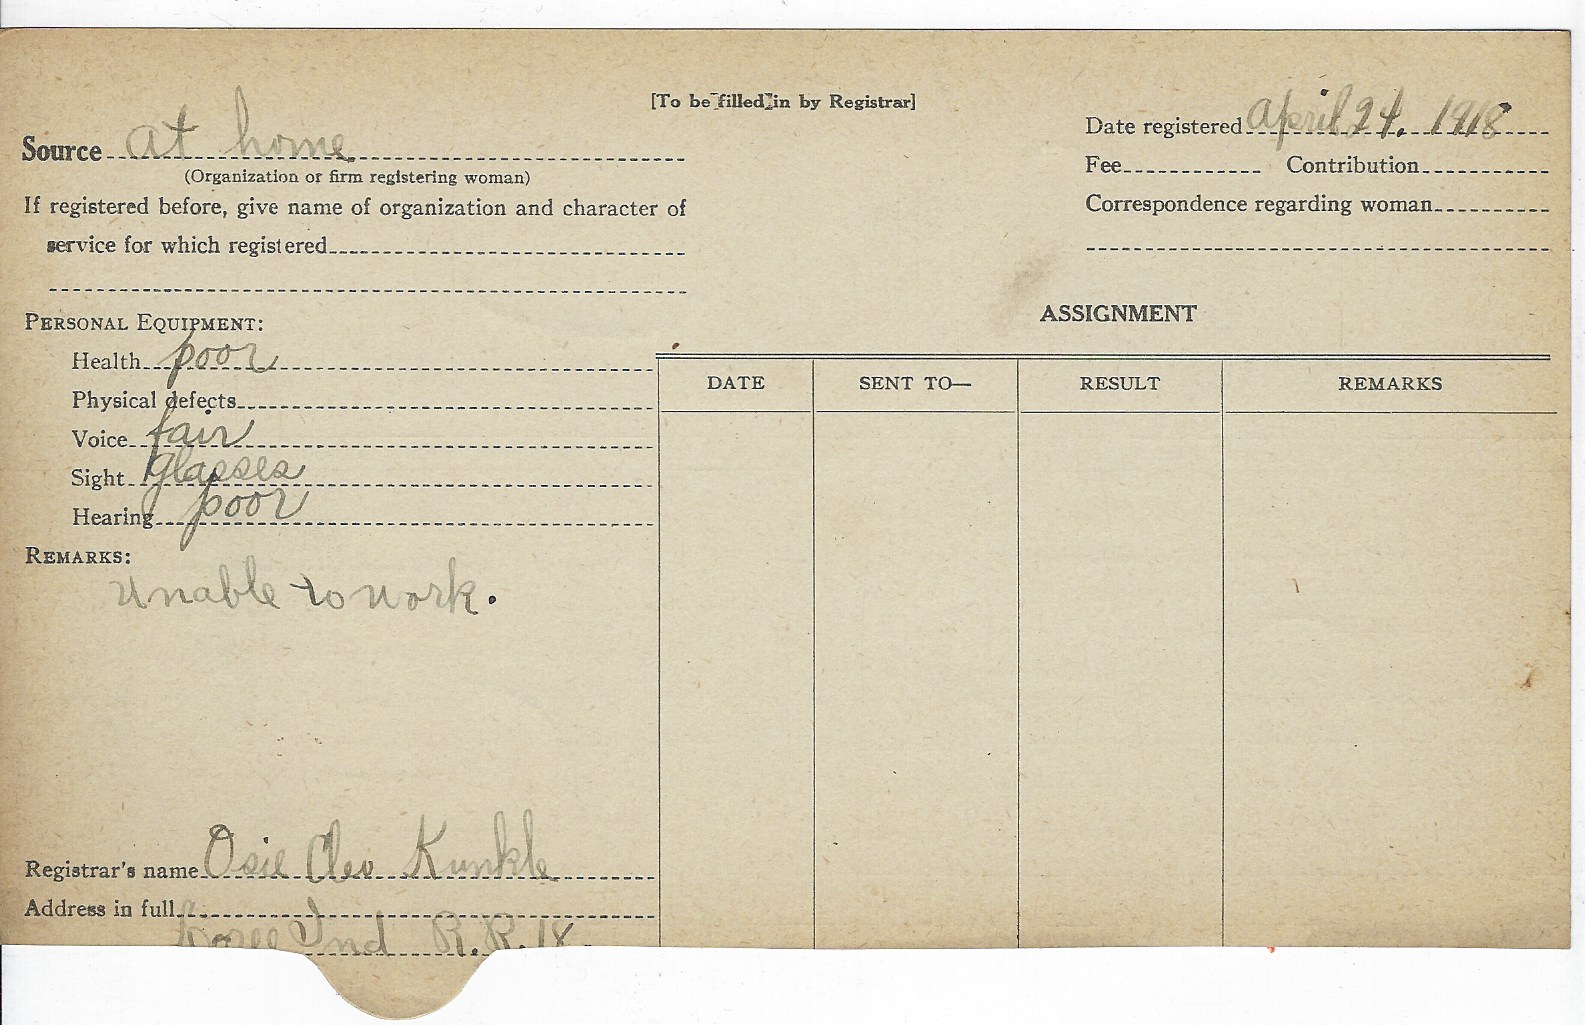 [To be filled in by Registrar]
Source at home
(Organization or firm registering woman)
If registered before, give name of organization and character of
service for which registered
Date registered April 24. 1918
Fee Contribution
Correspondence regarding woman
PERSONAL EQUIPMENT:
Health poor
Physical defects
Voice fair
Sight glasses
Hearing poor
REMARKS:
Unable to work.
Registrar's name Osie Cleo Kunkle
Address in full
Ind R.R. 18.
ASSIGNMENT
DATE SENT TO— RESULT REMARKS